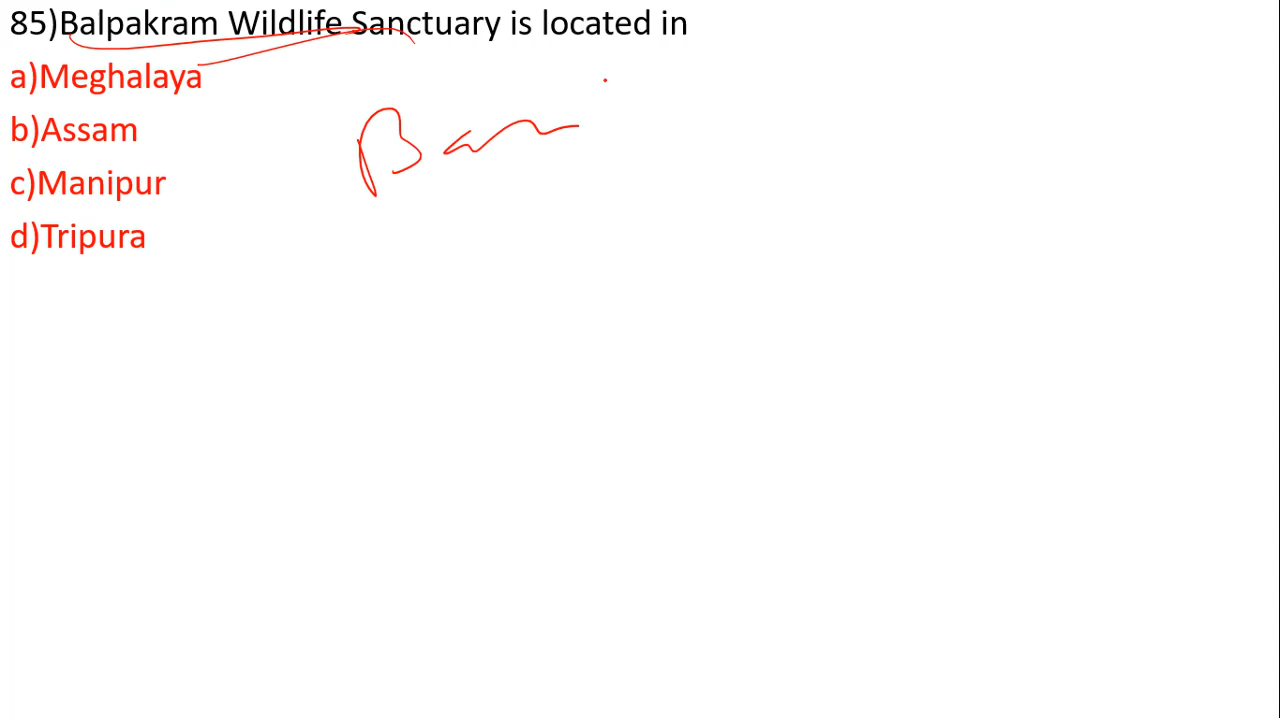 85)Balpakram Wildlife Sanctuary is located in
a)Meghalaya
b)Assam
c)Manipur
d)Tripura